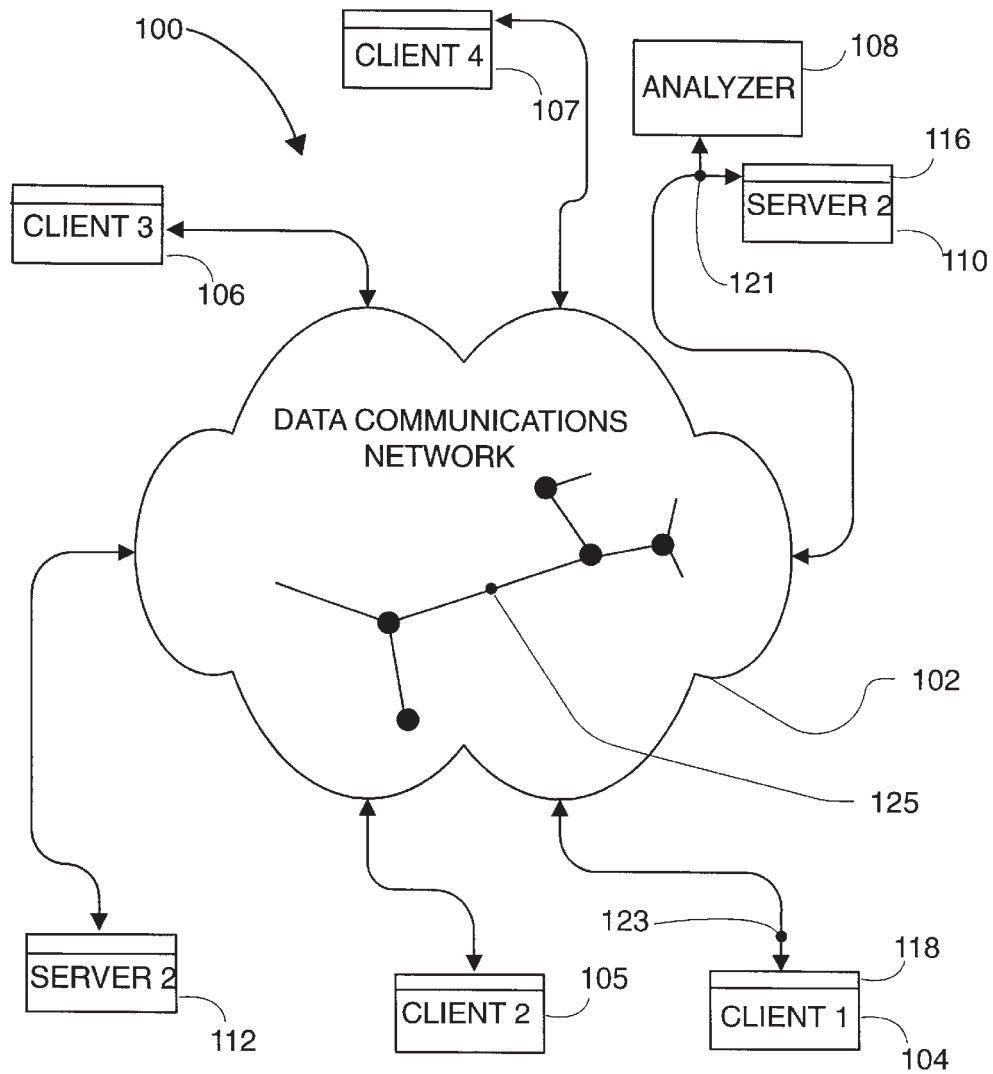 100
CLIENT 4
107
ANALYZER
108
116
SERVER 2
110
121
CLIENT 3
106
DATA COMMUNICATIONS
NETWORK
102
125
123
SERVER 2
112
CLIENT 2
105
118
CLIENT 1
104